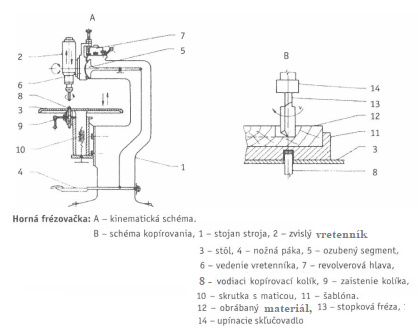 A
2
7
5
6
8
3
9
10
4
1
B
14
13
12
11
3
8
Horná frézovačka: A – kinematická schéma.
B – schéma kopírovania, 1 – stojan stroja, 2 – zvislý vretenník
3 – stôl, 4 – nožná páka, 5 – ozubený segment,
6 – vedenie vretenníka, 7 – revolverová hlava,
8 – vodiaci kopírovací kolík, 9 – zaistenie kolíka,
10 – skrutka s maticou, 11 – šablóna.
12 – obrábaný materiál, 13 – stopková fréza,
14 – upínacie skľučovadlo